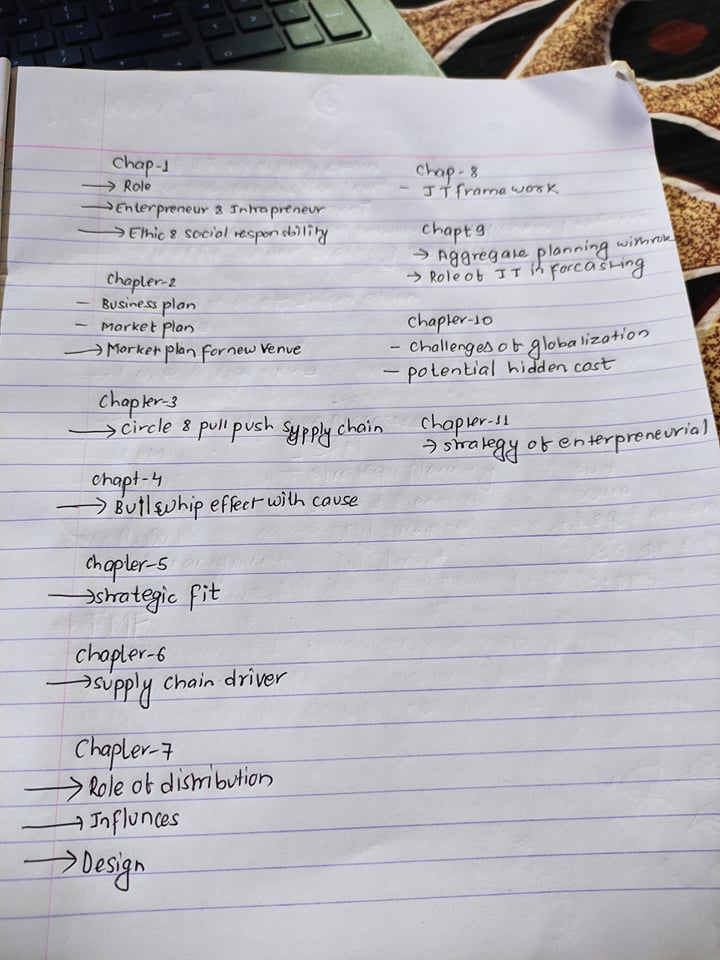 Chap-1
→ Role
→ Enterpreneur & Intrapreneur
→ Ethic & social responsbility
Chapter-2
- Business plan
- Market plan
→ Market plan for new venue
Chapter-3
→ circle & pull push supply chain
chapt-4
→ Bullwhip effect with cause
chapter-5
→ strategic fit
Chapter-6
→ supply chain driver
Chapter-7
→ Role of distribution
→ Influnces
→ Design
Chap-8
- IT frame work
Chapt 9
→ Aggregate planning with role
→ Role of IT in forcasting
Chapter-10
- challenges of globalization
- potential hidden cost
Chapter-11
→ strategy of enterpreneurial